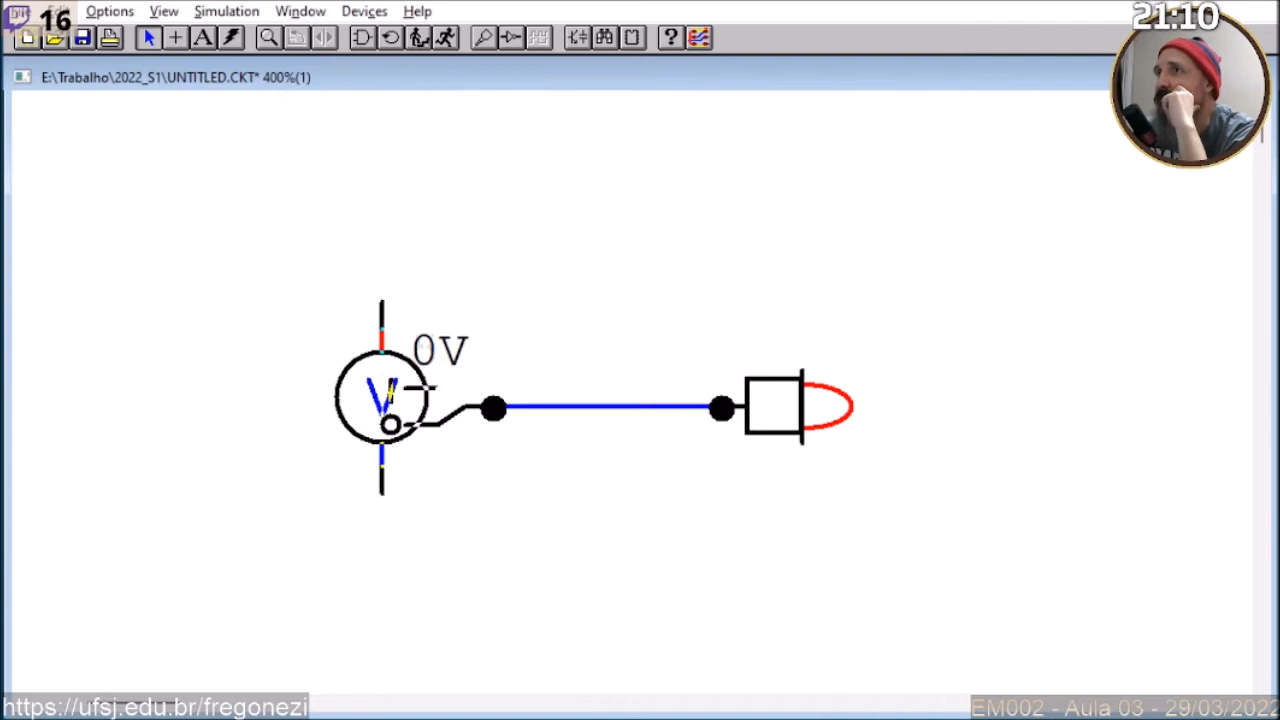 16
Options View Simulation Window Devices Help
21:10
E:\Trabalho\2022_S1\UNTITLED.CKT* 400%(1)
0V
V
https://ufsj.edu.br/fregonezi
EM002 - Aula 03 - 29/03/2022